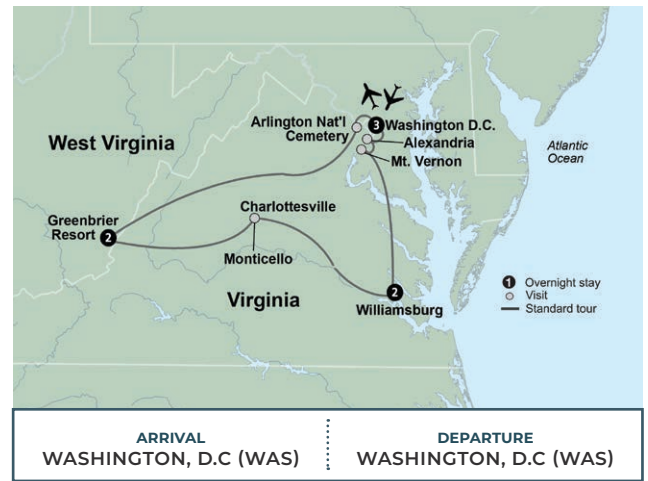 Arlington Nat'l
Cemetery
3
Washington D.C.
Alexandria
Mt. Vernon
West Virginia
Atlantic
Ocean
Charlottesville
Greenbrier
Resort
2
Monticello
Virginia
2
Williamsburg
1 Overnight stay
Visit
Standard tour
ARRIVAL
WASHINGTON, D.C (WAS)
DEPARTURE
WASHINGTON, D.C (WAS)